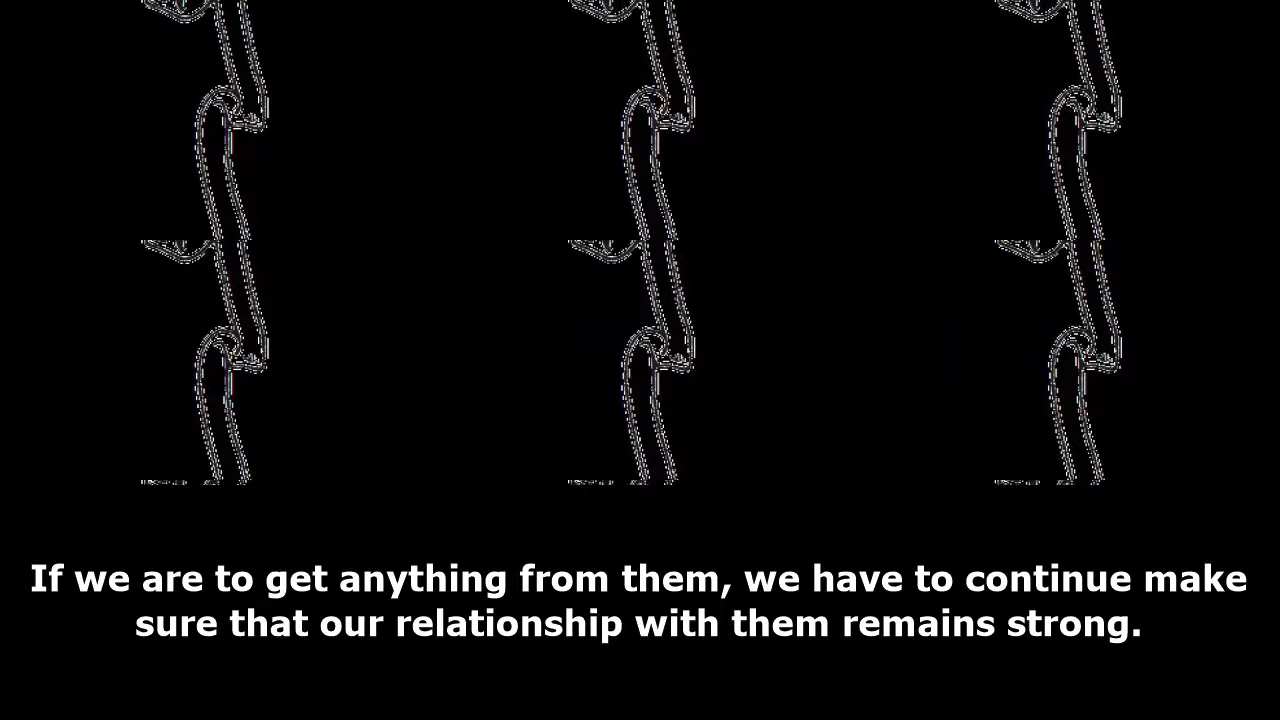 If we are to get anything from them, we have to continue make
sure that our relationship with them remains strong.